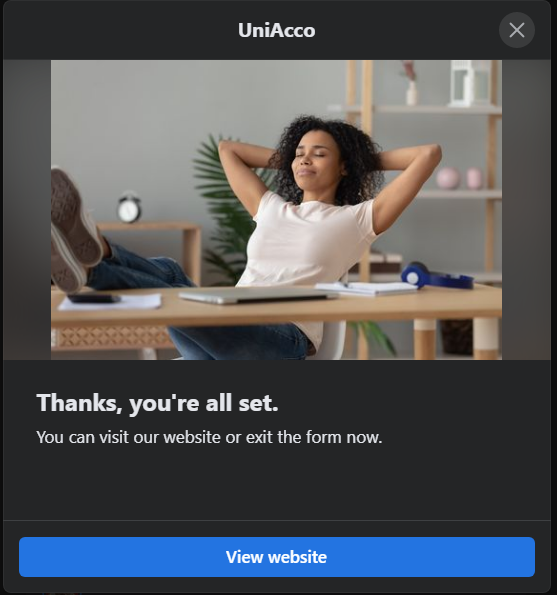 UniAcco
Thanks, you're all set.
You can visit our website or exit the form now.
View website